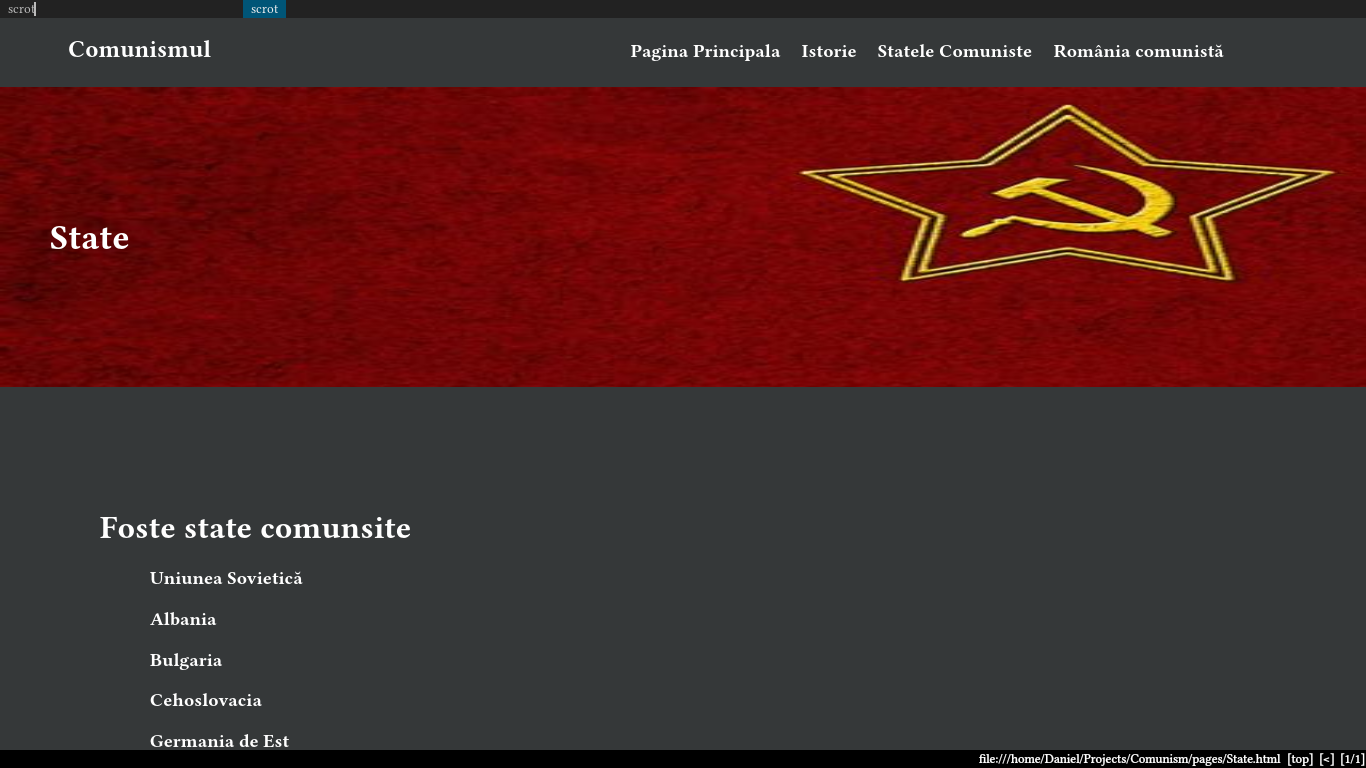 scrot scrot
Comunismul Pagina Principala Istorie Statele Comuniste România comunistă
State
Foste state comunsite
Uniunea Sovietică
Albania
Bulgaria
Cehoslovacia
Germania de Est
file:///home/Daniel/Projects/Comunism/pages/State.html [top] [<] [1/1]